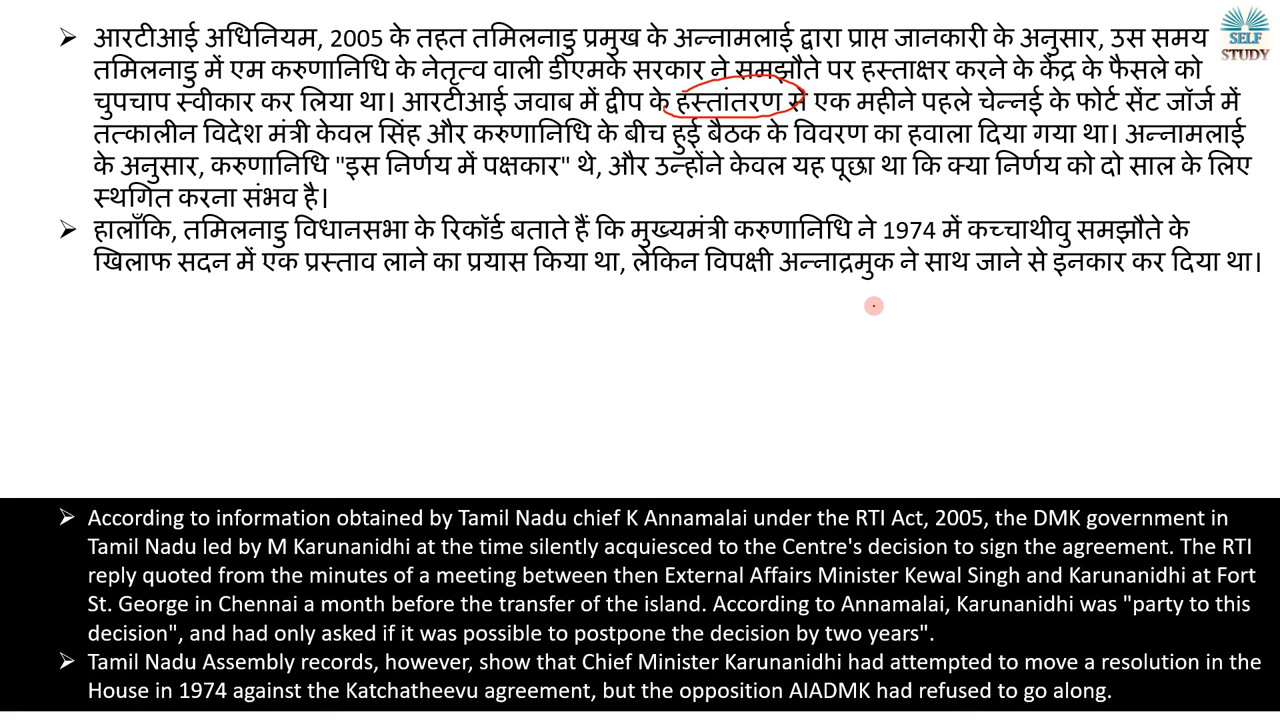 ➢ आरटीआई अधिनियम, 2005 के तहत तमिलनाडु प्रमुख के अन्नामलाई द्वारा प्राप्त जानकारी के अनुसार, उस समय
तमिलनाडु में एम करुणानिधि के नेतृत्व वाली डीएमके सरकार ने समझौते पर हस्ताक्षर करने के केंद्र के फैसले को
चुपचाप स्वीकार कर लिया था। आरटीआई जवाब में द्वीप के हस्तांतरण से एक महीने पहले चेन्नई के फोर्ट सेंट जॉर्ज में
तत्कालीन विदेश मंत्री केवल सिंह और करुणानिधि के बीच हुई बैठक के विवरण का हवाला दिया गया था। अन्नामलाई
के अनुसार, करुणानिधि "इस निर्णय में पक्षकार" थे, और उन्होंने केवल यह पूछा था कि क्या निर्णय को दो साल के लिए
स्थगित करना संभव है।
➢ हालाँकि, तमिलनाडु विधानसभा के रिकॉर्ड बताते हैं कि मुख्यमंत्री करुणानिधि ने 1974 में कच्चाथीवु समझौते के
खिलाफ सदन में एक प्रस्ताव लाने का प्रयास किया था, लेकिन विपक्षी अन्नाद्रमुक ने साथ जाने से इनकार कर दिया था।
SELF
STUDY
➢ According to information obtained by Tamil Nadu chief K Annamalai under the RTI Act, 2005, the DMK government in
Tamil Nadu led by M Karunanidhi at the time silently acquiesced to the Centre's decision to sign the agreement. The RTI
reply quoted from the minutes of a meeting between then External Affairs Minister Kewal Singh and Karunanidhi at Fort
St. George in Chennai a month before the transfer of the island. According to Annamalai, Karunanidhi was "party to this
decision", and had only asked if it was possible to postpone the decision by two years".
➢ Tamil Nadu Assembly records, however, show that Chief Minister Karunanidhi had attempted to move a resolution in the
House in 1974 against the Katchatheevu agreement, but the opposition AIADMK had refused to go along.